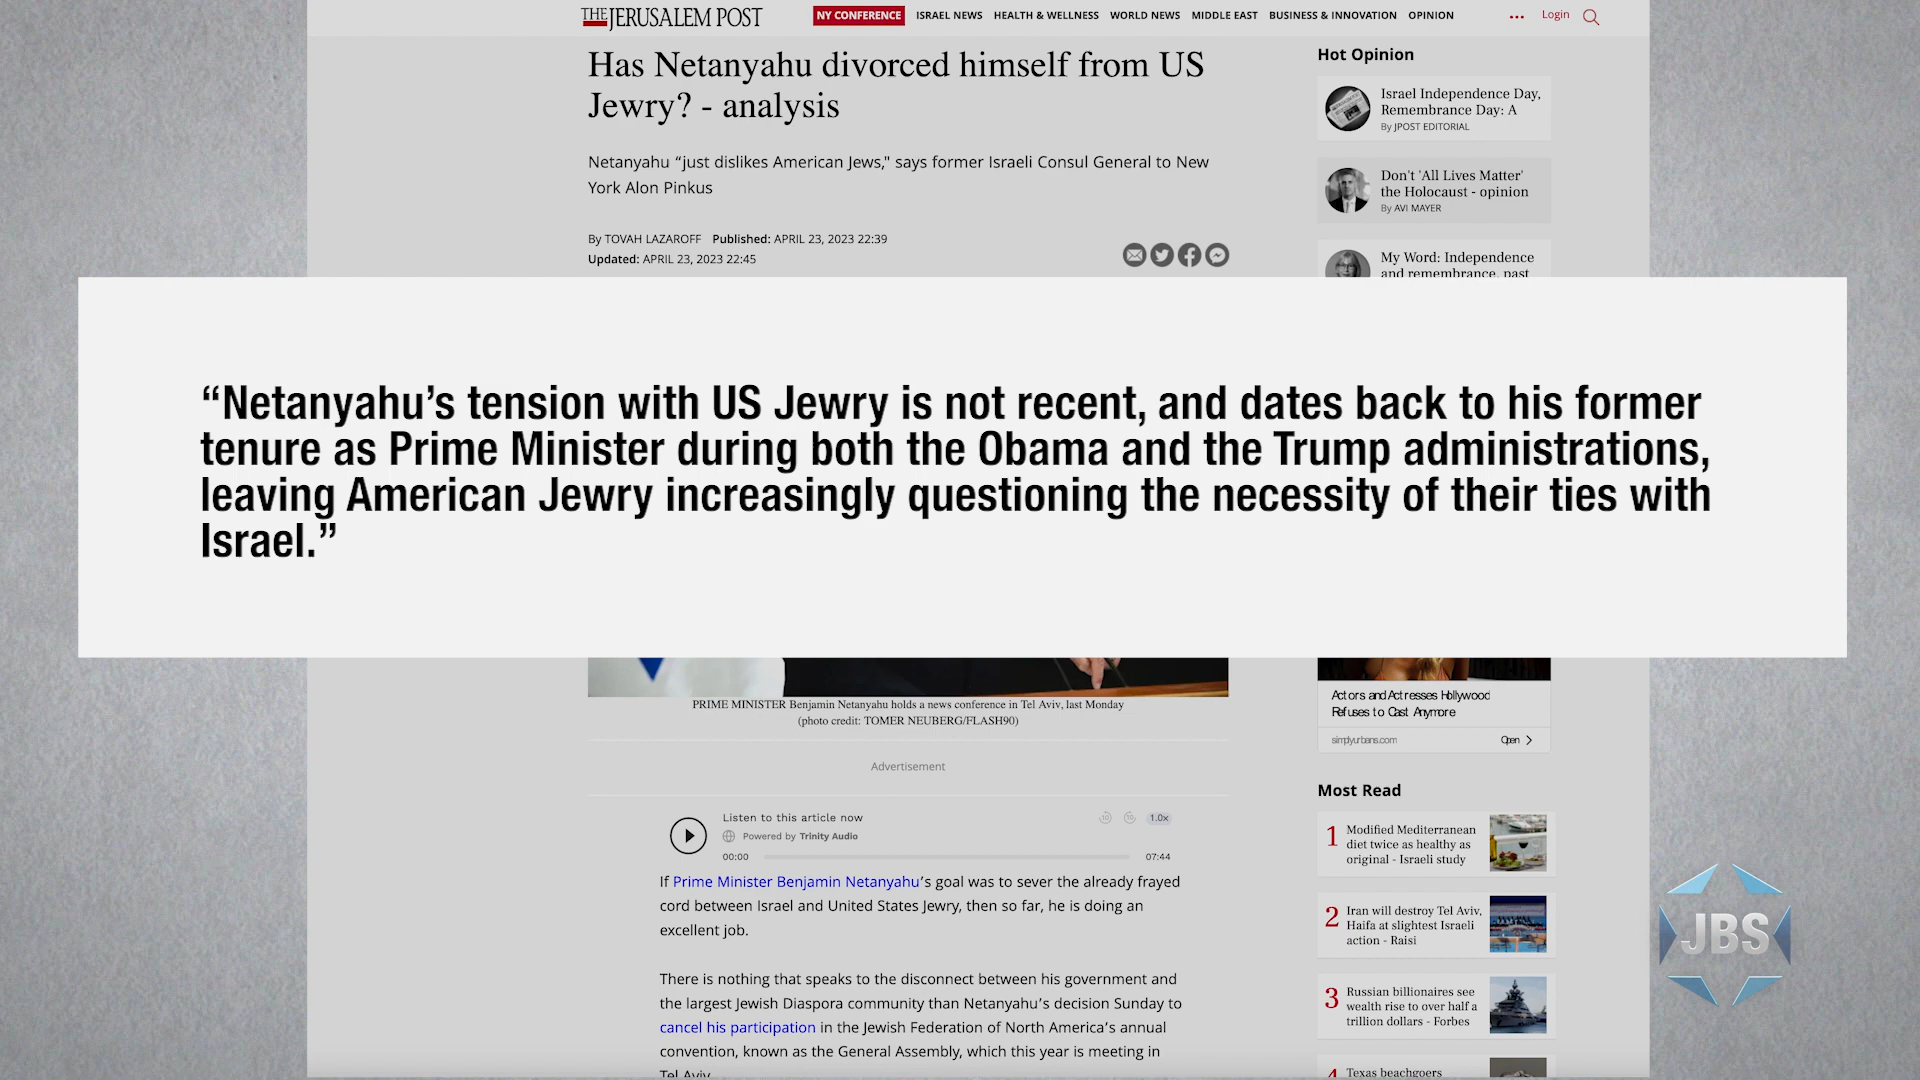 THE JERUSALEM POST
NY CONFERENCE ISRAEL NEWS HEALTH & WELLNESS WORLD NEWS MIDDLE EAST BUSINESS & INNOVATION OPINION
Login
Has Netanyahu divorced himself from US
Jewry? - analysis
Netanyahu “just dislikes American Jews," says former Israeli Consul General to New
York Alon Pinkus
By TOVAH LAZAROFF Published: APRIL 23, 2023 22:39
Updated: APRIL 23, 2023 22:45
Hot Opinion
Israel Independence Day,
Remembrance Day: A
By JPOST EDITORIAL
Don't 'All Lives Matter'
the Holocaust - opinion
By AVI MAYER
My Word: Independence
and remembrance, past
“Netanyahu’s tension with US Jewry is not recent, and dates back to his former
tenure as Prime Minister during both the Obama and the Trump administrations,
leaving American Jewry increasingly questioning the necessity of their ties with
Israel.”
PRIME MINISTER Benjamin Netanyahu holds a news conference in Tel Aviv, last Monday
(photo credit: TOMER NEUBERG/FLASH90)
Advertisement
Listen to this article now
Powered by Trinity Audio
10 10 1.0x
00:00 07:44
If Prime Minister Benjamin Netanyahu’s goal was to sever the already frayed
cord between Israel and United States Jewry, then so far, he is doing an
excellent job.
There is nothing that speaks to the disconnect between his government and
the largest Jewish Diaspora community than Netanyahu’s decision Sunday to
cancel his participation in the Jewish Federation of North America’s annual
convention, known as the General Assembly, which this year is meeting in
Tel Aviv
Actors and Actresses Hollywood
Refuses to Cast Anymore
simplyurbans.com Open
Most Read
1 Modified Mediterranean
diet twice as healthy as
original - Israeli study
2 Iran will destroy Tel Aviv,
Haifa at slightest Israeli
action - Raisi
3 Russian billionaires see
wealth rise to over half a
trillion dollars - Forbes
4 Texas beachgoers
JBS